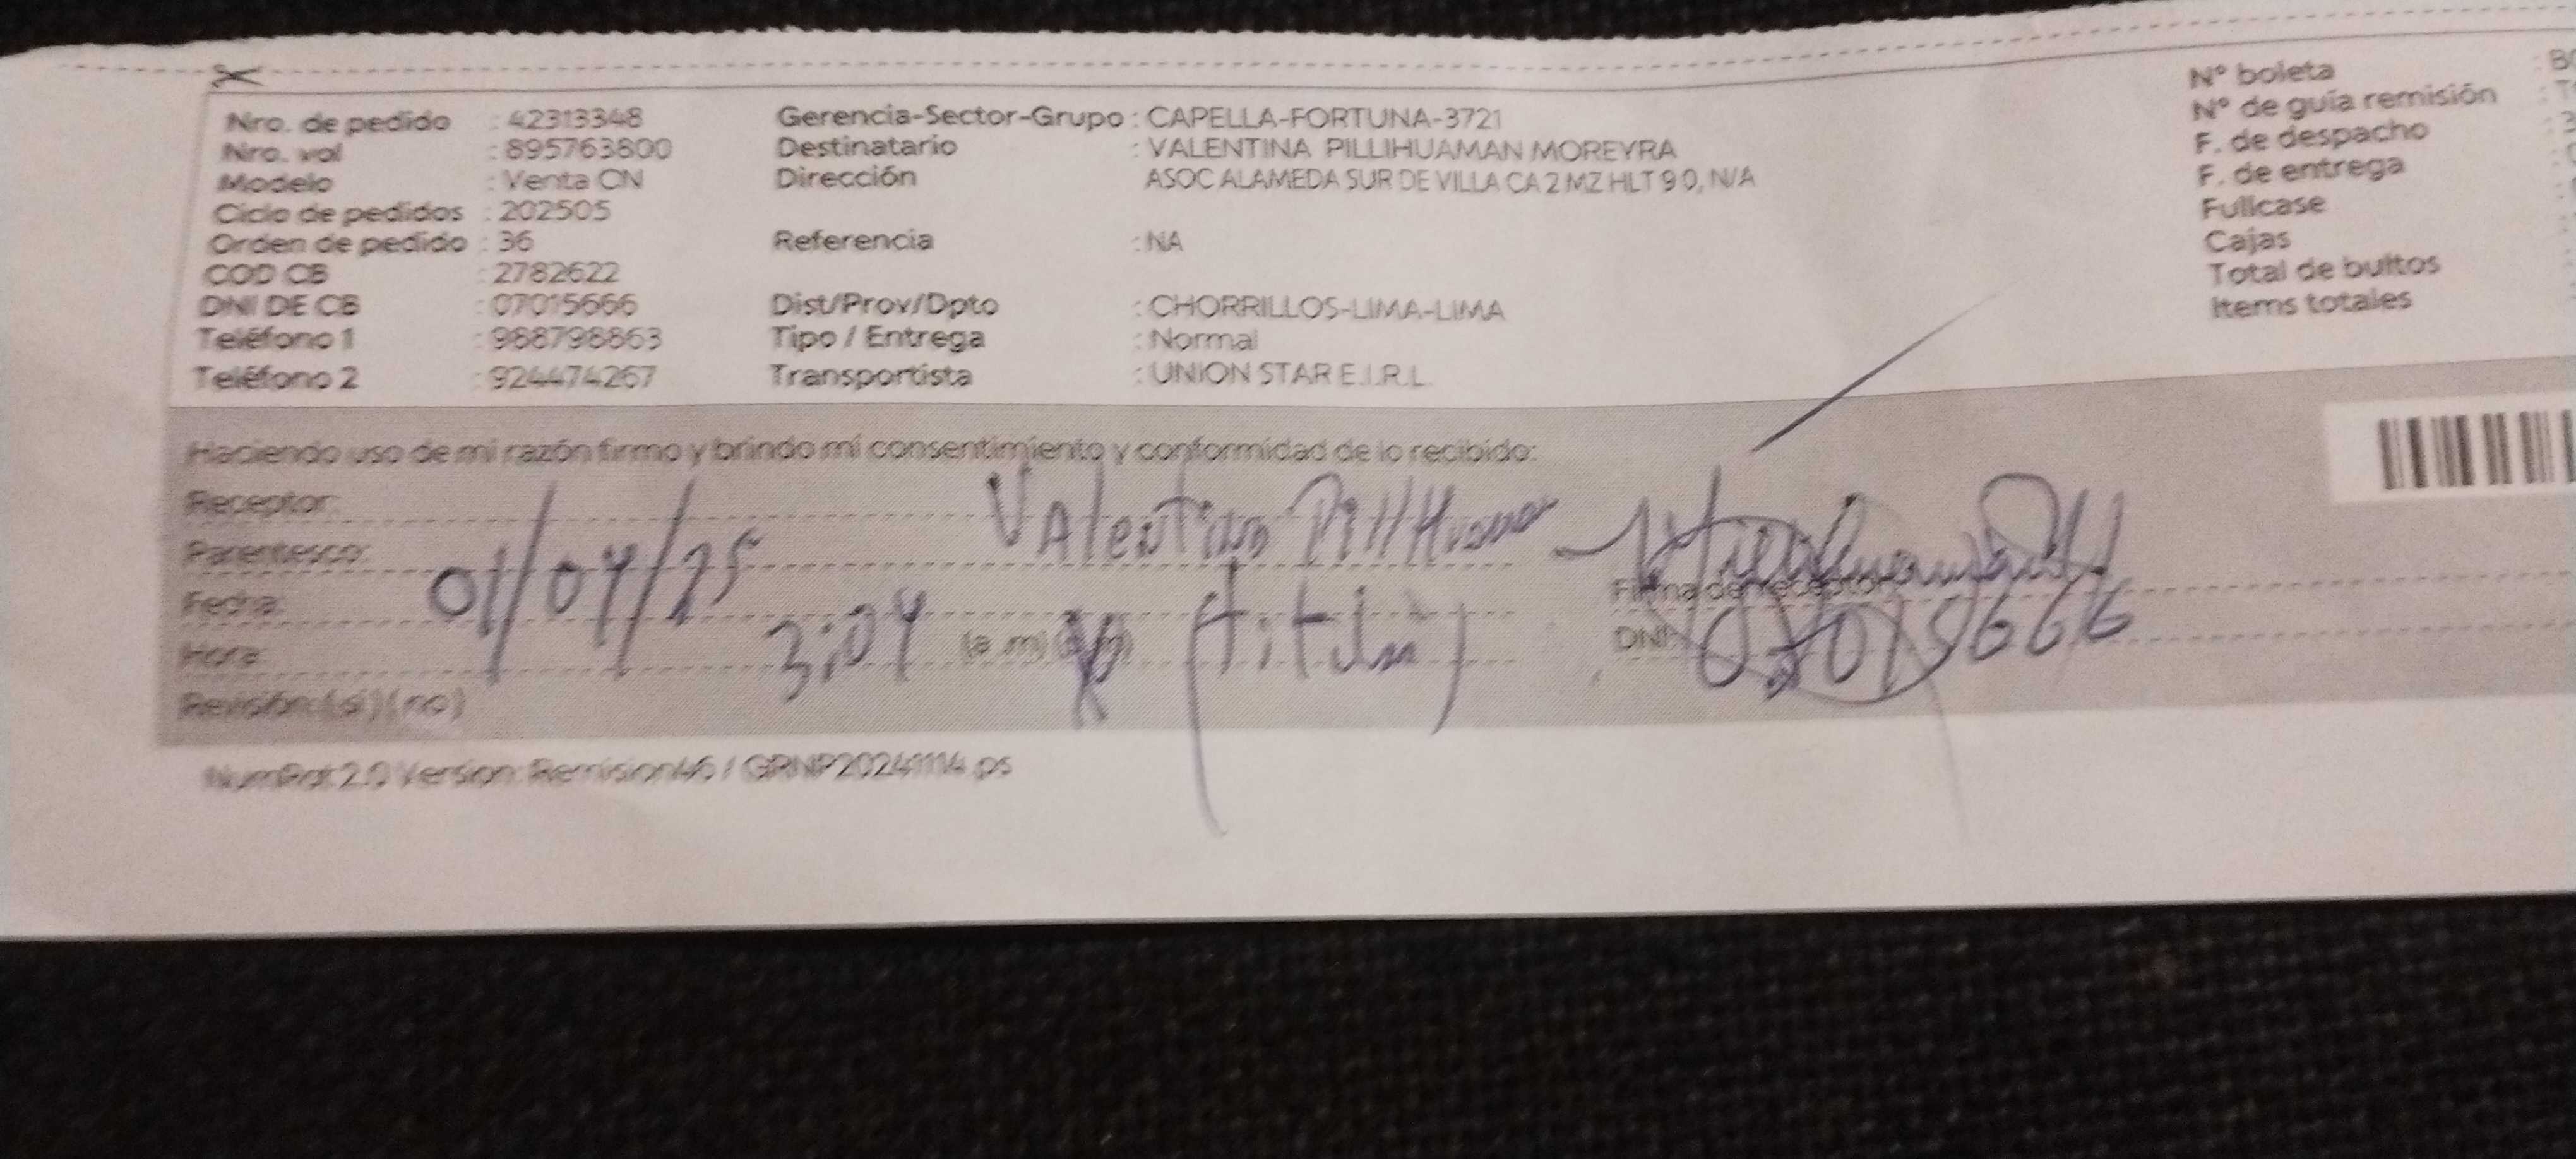 Nro. de pedido : 42313348 Gerencia-Sector-Grupo : CAPELLA-FORTUNA-3721 N° boleta
Nro. vol : 895763800 Destinatario : VALENTINA PILLIHUAMAN MOREYRA N° de guía remisión
Modelo : Venta CN Dirección ASOC ALAMEDA SUR DE VILLA CA 2 MZ H LT 9 0, N/A F. de despacho
Ciclo de pedidos : 202505 F. de entrega
Orden de pedido : 36 Referencia : NA Fullcase
COD CB : 2782622 Cajas
DNI DE CB : 07015666 Dist/Prov/Dpto : CHORRILLOS-LIMA-LIMA Total de bultos
Teléfono 1 : 988798863 Tipo / Entrega : Normal Items totales
Teléfono 2 : 924474267 Transportista : UNION STAR E.I.R.L.
Haciendo uso de mi razón firmo y brindo mi consentimiento y conformidad de lo recibido:
Receptor: Valentina
Parentesco:
Fecha: 01/04/25 Firma de receptor
Hora: 3:04 (a .m) (p.m) DNI: 07015666
Revisión: (si) (no)
NumRot 2.0 Version: Remision46 / GRNP20241114.ps